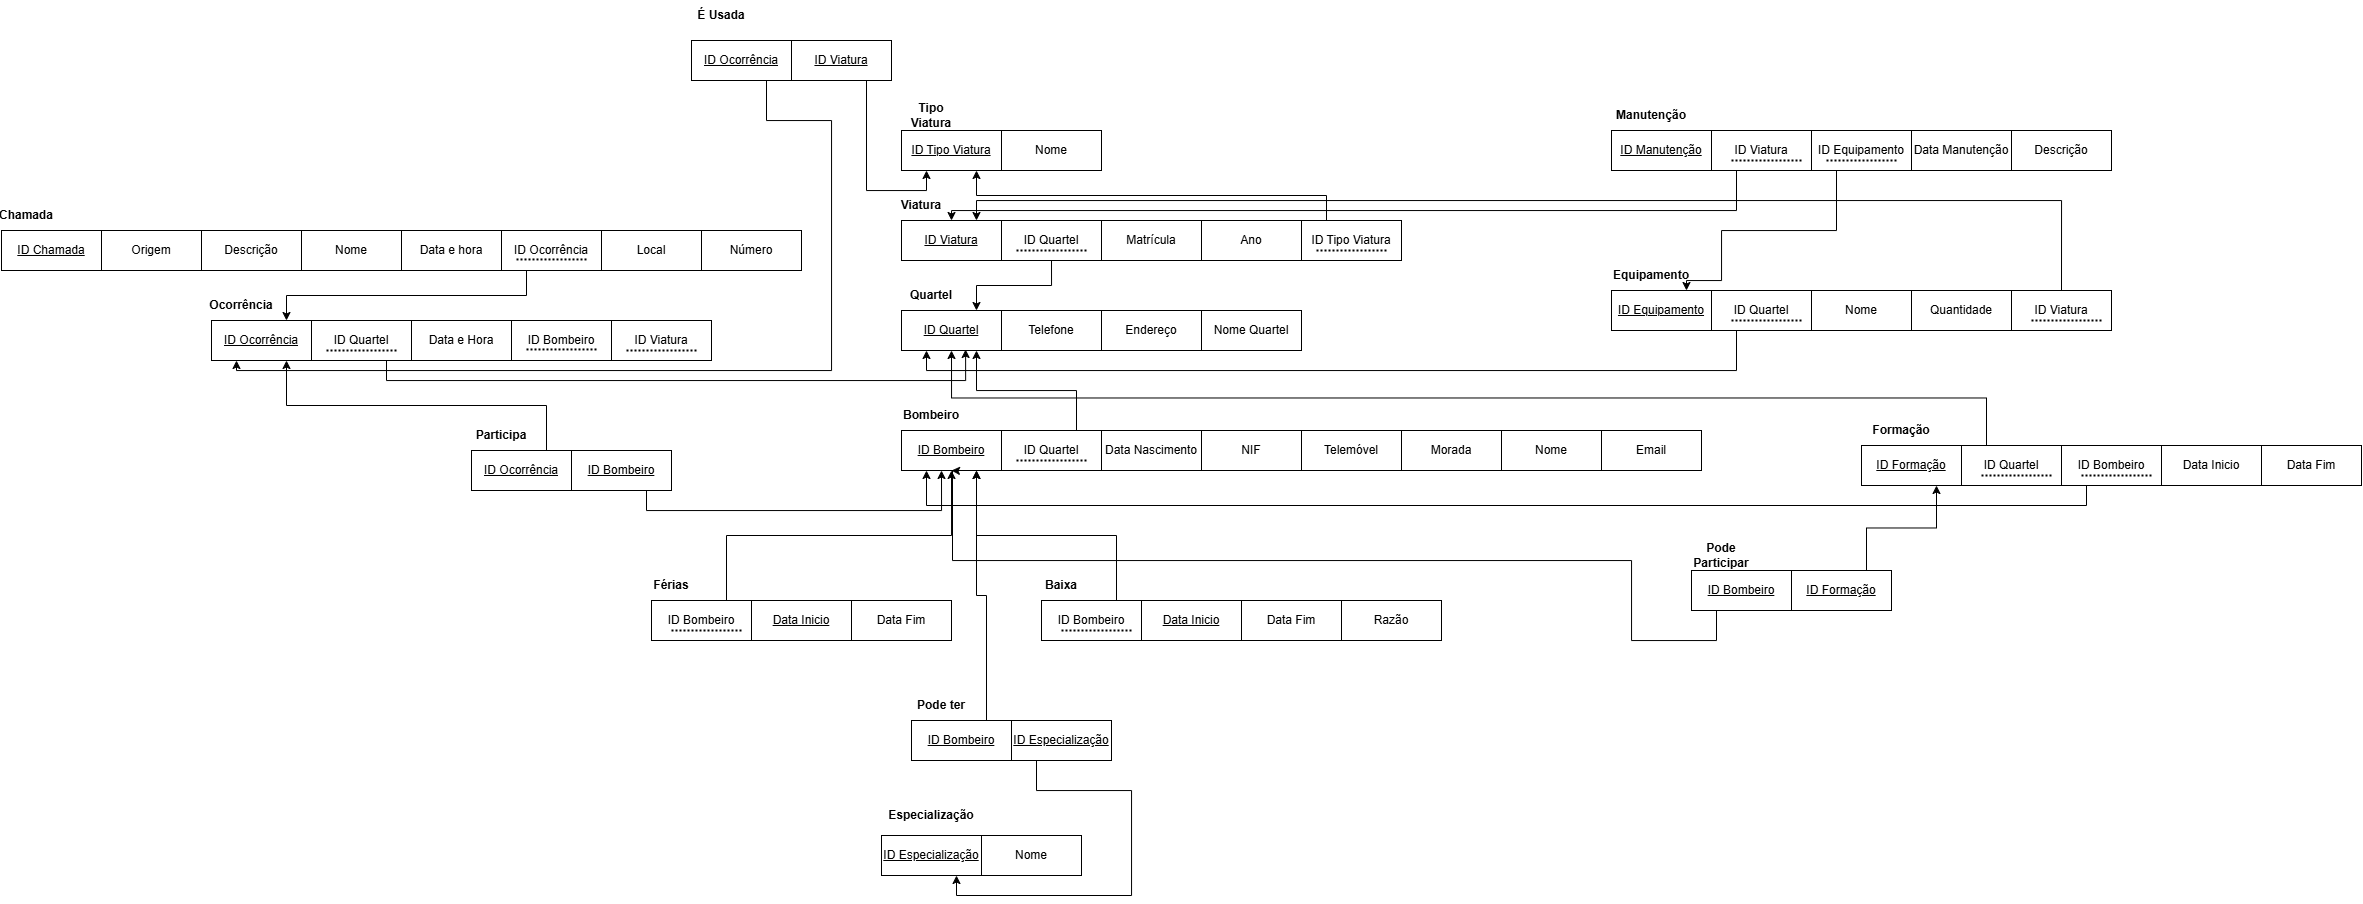 É Usada
ID Ocorrência ID Viatura
Tipo
Viatura
ID Tipo Viatura Nome
Manutenção
ID Manutenção ID Viatura ID Equipamento Data Manutenção Descrição
Viatura
ID Viatura ID Quartel Matrícula Ano ID Tipo Viatura
Chamada
ID Chamada Origem Descrição Nome Data e hora ID Ocorrência Local Número
Equipamento
ID Equipamento ID Quartel Nome Quantidade ID Viatura
Quartel
ID Quartel Telefone Endereço Nome Quartel
Ocorrência
ID Ocorrência ID Quartel Data e Hora ID Bombeiro ID Viatura
Bombeiro
ID Bombeiro ID Quartel Data Nascimento NIF Telemóvel Morada Nome Email
Formação
ID Formação ID Quartel ID Bombeiro Data Inicio Data Fim
Participa
ID Ocorrência ID Bombeiro
Pode
Participar
ID Bombeiro ID Formação
Férias
ID Bombeiro Data Inicio Data Fim
Baixa
ID Bombeiro Data Inicio Data Fim Razão
Pode ter
ID Bombeiro ID Especialização
Especialização
ID Especialização Nome